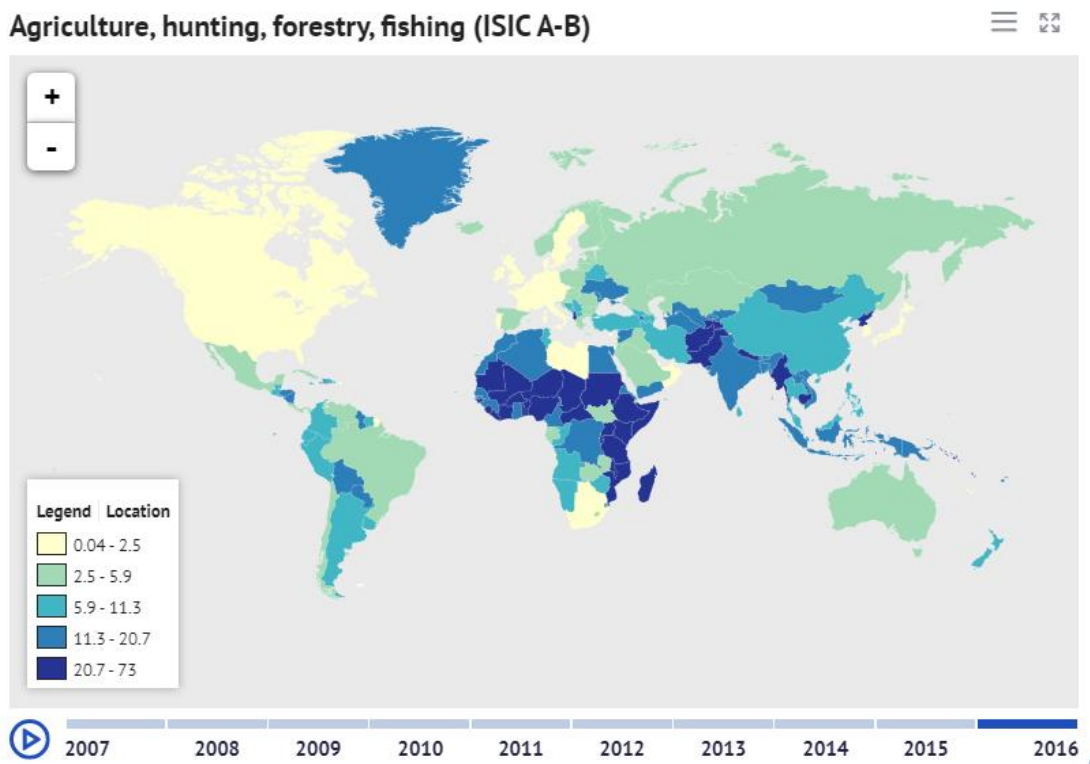 Agriculture, hunting, forestry, fishing (ISIC A-B)
+
-
Legend Location
0.04 - 2.5
2.5 - 5.9
5.9 - 11.3
11.3 - 20.7
20.7 - 73
2007 2008 2009 2010 2011 2012 2013 2014 2015 2016